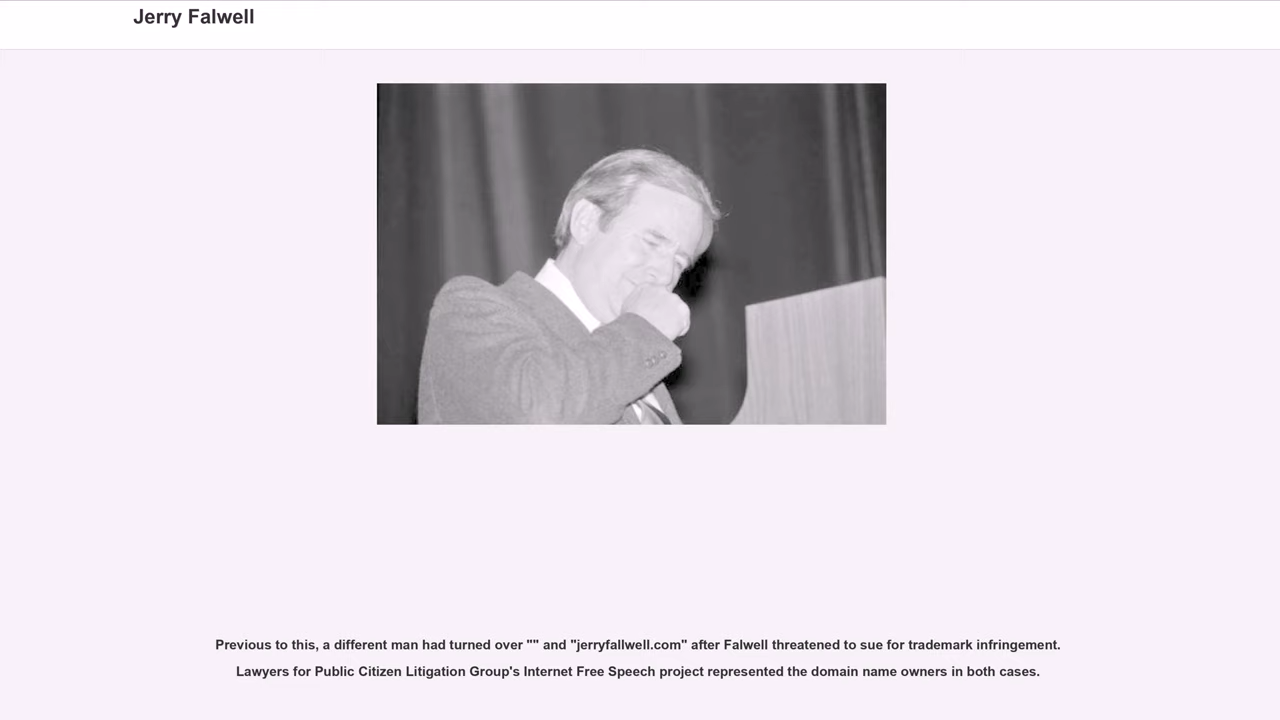 Jerry Falwell
Previous to this, a different man had turned over "" and "jerryfallwell.com" after Falwell threatened to sue for trademark infringement.
Lawyers for Public Citizen Litigation Group's Internet Free Speech project represented the domain name owners in both cases.